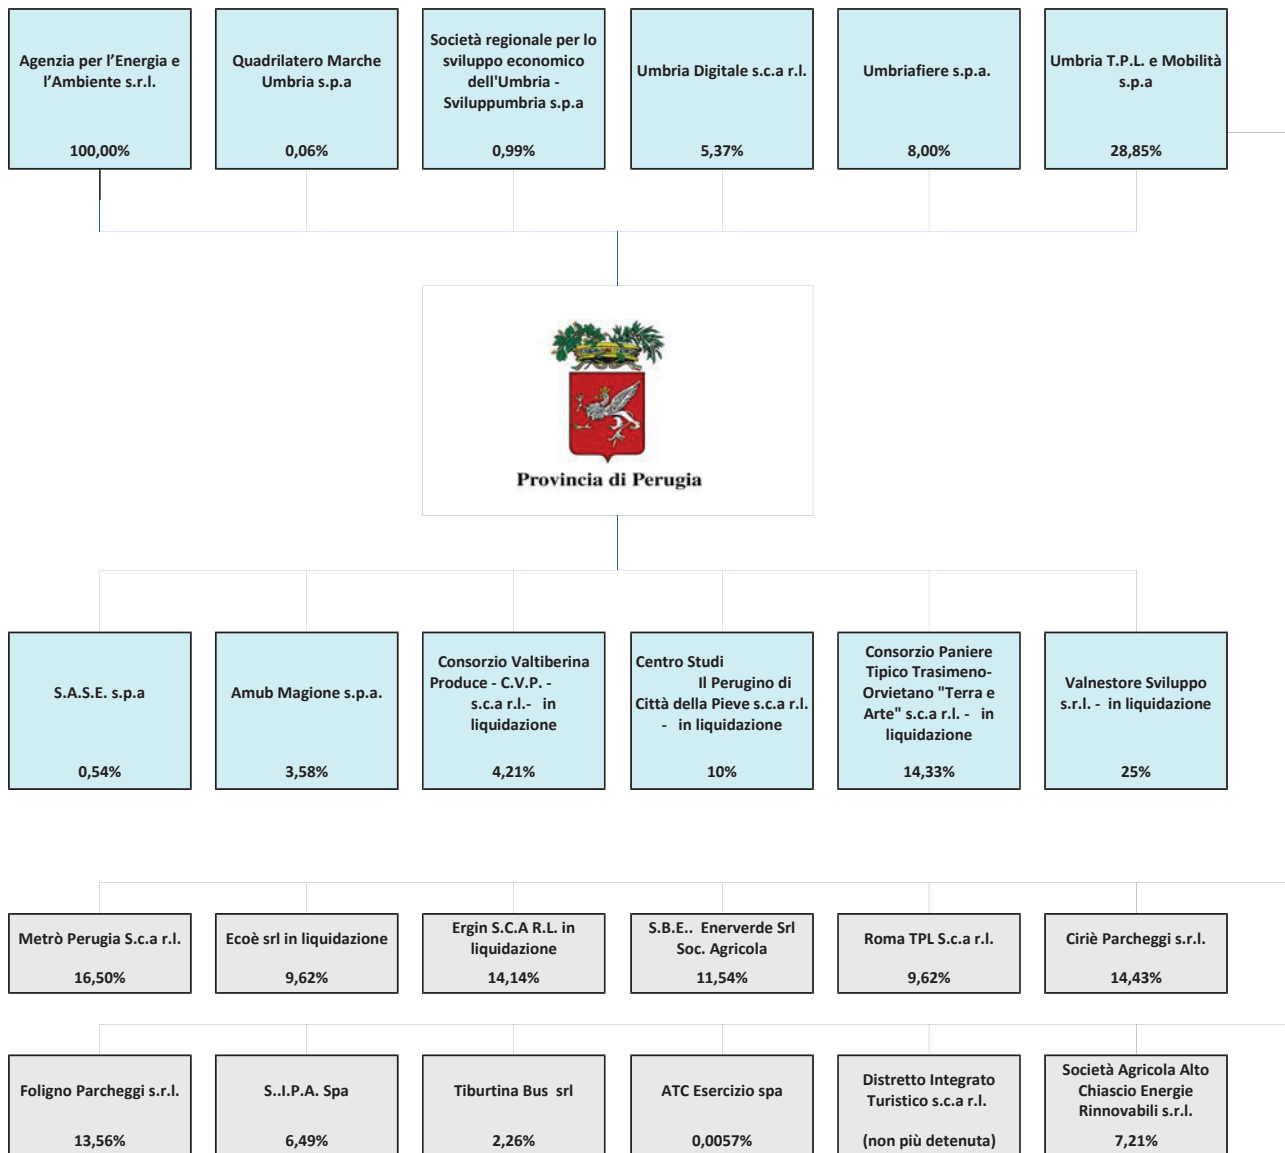 Agenzia per l’Energia e
l’Ambiente s.r.l.
100,00%
Quadrilatero Marche
Umbria s.p.a
0,06%
Società regionale per lo
sviluppo economico
dell'Umbria -
Sviluppumbria s.p.a
0,99%
Umbria Digitale s.c.a r.l.
5,37%
Umbriafiere s.p.a.
8,00%
Umbria T.P.L. e Mobilità
s.p.a
28,85%
Provincia di Perugia
S.A.S.E. s.p.a
0,54%
Amub Magione s.p.a.
3,58%
Consorzio Valtiberina
Produce - C.V.P. -
s.c.a r.l.- in
liquidazione
4,21%
Centro Studi
Il Perugino di
Città della Pieve s.c.a r.l.
- in liquidazione
10%
Consorzio Paniere
Tipico Trasimeno-
Orvietano "Terra e
Arte" s.c.a r.l. - in
liquidazione
14,33%
Valnestore Sviluppo
s.r.l. - in liquidazione
25%
Metrò Perugia S.c.a r.l.
16,50%
Ecoè srl in liquidazione
9,62%
Ergin S.C.A R.L. in
liquidazione
14,14%
S.B.E.. Enerverde Srl
Soc. Agricola
11,54%
Roma TPL S.c.a r.l.
9,62%
Ciriè Parcheggi s.r.l.
14,43%
Foligno Parcheggi s.r.l.
13,56%
S..I.P.A. Spa
6,49%
Tiburtina Bus srl
2,26%
ATC Esercizio spa
0,0057%
Distretto Integrato
Turistico s.c.a r.l.
(non più detenuta)
Società Agricola Alto
Chiascio Energie
Rinnovabili s.r.l.
7,21%